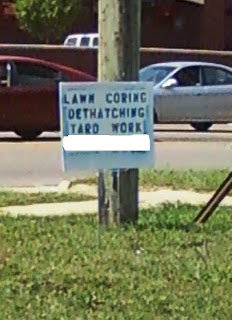 LAWN CORING
DETHATCHING
YARD WORK